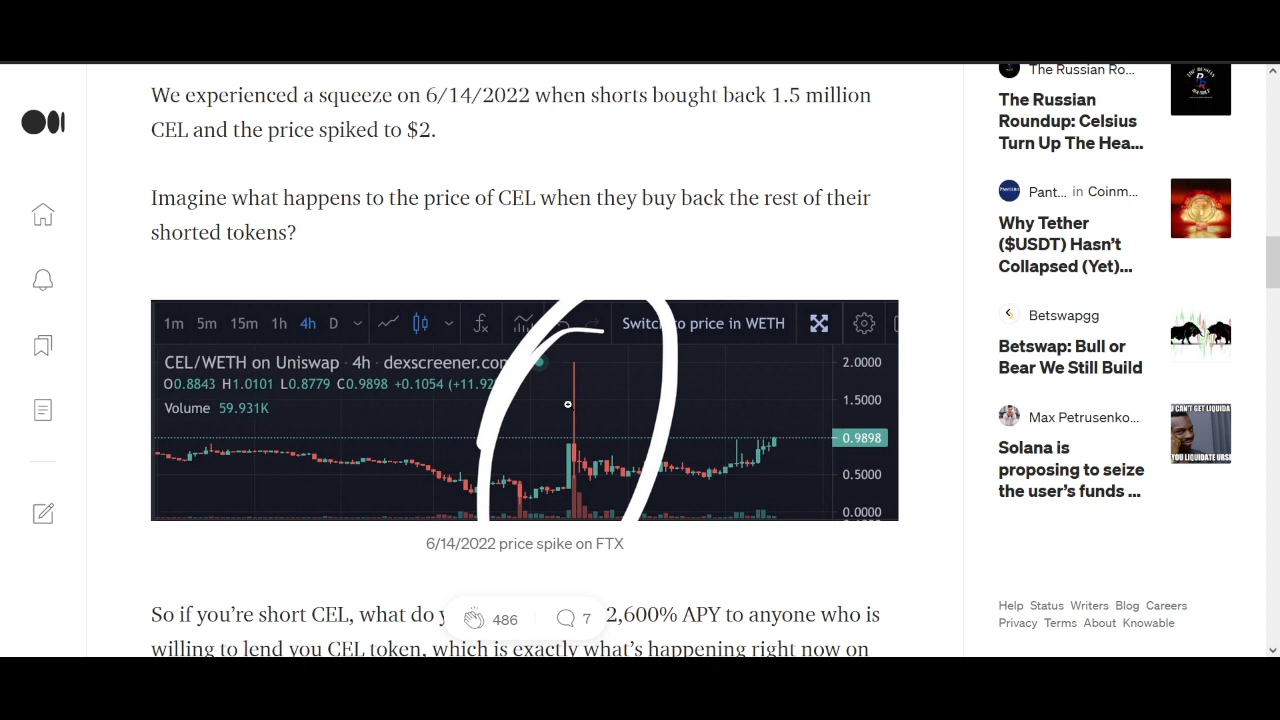 We experienced a squeeze on 6/14/2022 when shorts bought back 1.5 million
CEL and the price spiked to $2.
Imagine what happens to the price of CEL when they buy back the rest of their
shorted tokens?
1m 5m 15m 1h 4h D
Switch to price in WETH
CEL/WETH on Uniswap · 4h · dexscreener.com
O0.8843 H1.0101 L0.8779 C0.9898 +0.1054 (+11.92
Volume 59.931K
2.0000
1.5000
0.9898
0.5000
0.0000
6/14/2022 price spike on FTX
So if you're short CEL, what do 2,600% APY to anyone who is
willing to lend you CEL token, which is exactly what's happening right now on
486
7
The Russian Ro...
The Russian
Roundup: Celsius
Turn Up The Hea...
Pant... in Coinm...
Why Tether
($USDT) Hasn't
Collapsed (Yet)...
Betswapgg
Betswap: Bull or
Bear We Still Build
Max Petrusenko...
Solana is
proposing to seize
the user's funds ...
Help Status Writers Blog Careers
Privacy Terms About Knowable